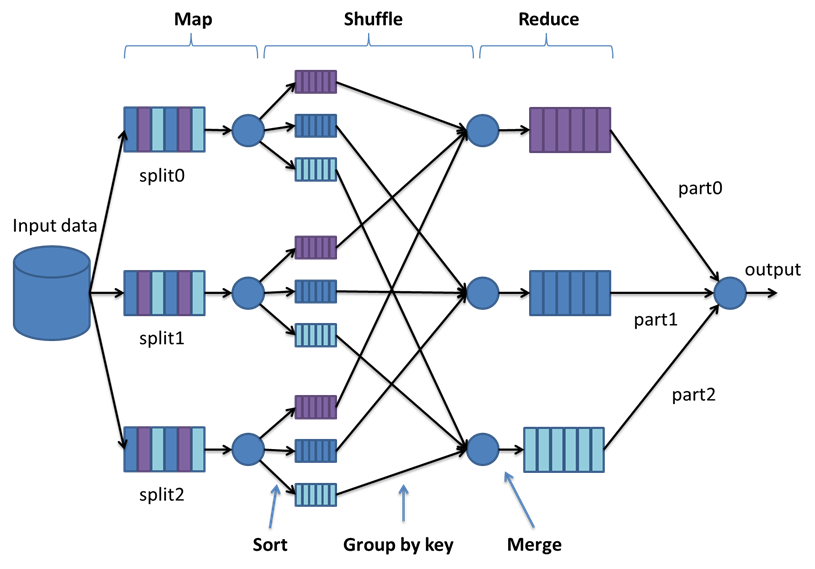 Map
Shuffle
Reduce
split0
part0
Input data
output
split1
part1
part2
split2
Sort
Group by key
Merge